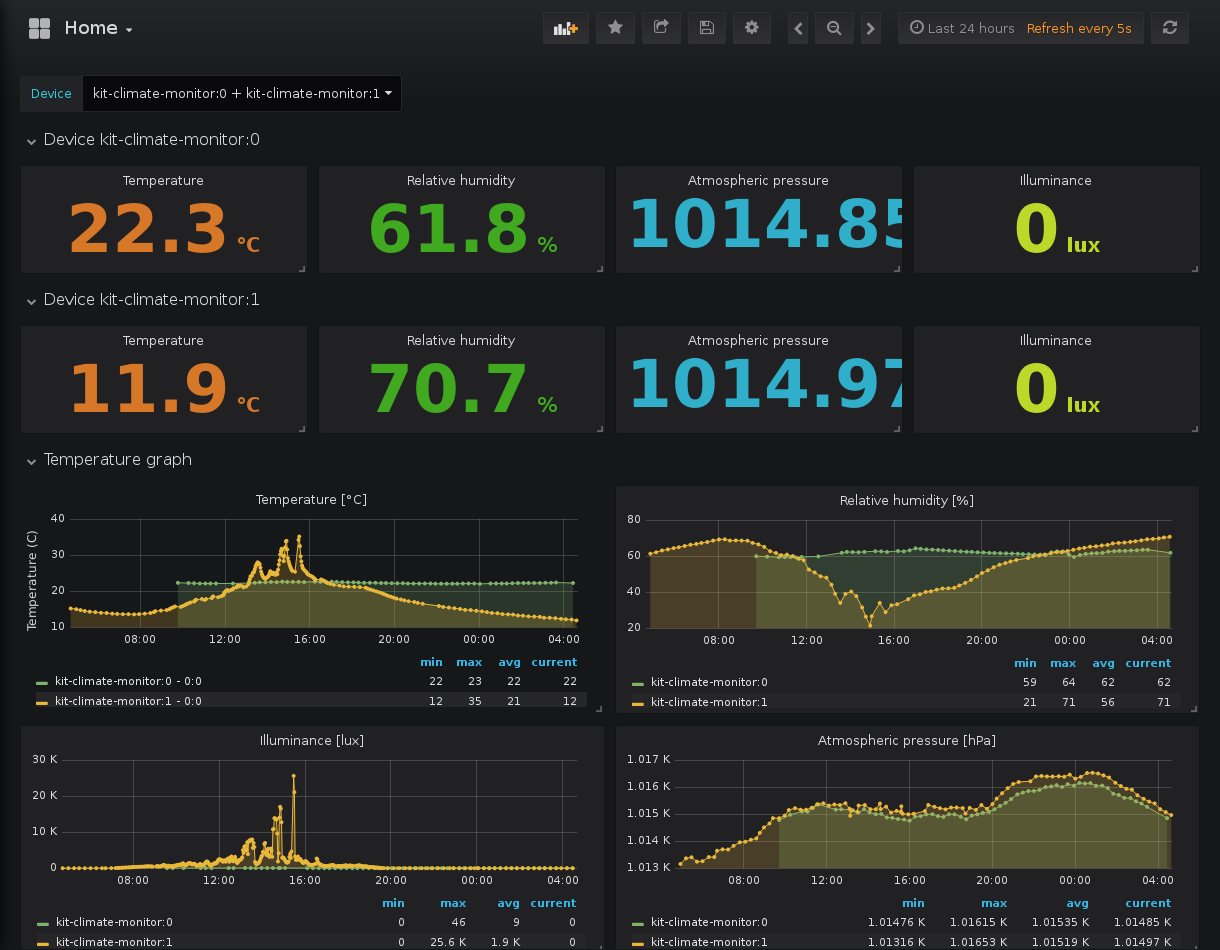 Home
Last 24 hours Refresh every 5s
Device kit-climate-monitor:0 + kit-climate-monitor:1
Device kit-climate-monitor:0
Temperature Relative humidity Atmospheric pressure Illuminance
22.3 °C 61.8 % 1014.85 0 lux
Device kit-climate-monitor:1
Temperature Relative humidity Atmospheric pressure Illuminance
11.9 °C 70.7 % 1014.97 0 lux
Temperature graph
Temperature [°C]
Temperature (C)
40
30
20
10
08:00 12:00 16:00 20:00 00:00 04:00
min max avg current
kit-climate-monitor:0 - 0:0 22 23 22 22
kit-climate-monitor:1 - 0:0 12 35 21 12
Relative humidity [%]
80
60
40
20
08:00 12:00 16:00 20:00 00:00 04:00
min max avg current
kit-climate-monitor:0 59 64 62 62
kit-climate-monitor:1 21 71 56 71
Illuminance [lux]
30 K
20 K
10 K
0
08:00 12:00 16:00 20:00 00:00 04:00
min max avg current
kit-climate-monitor:0 0 46 9 0
kit-climate-monitor:1 0 25.6 K 1.9 K 0
Atmospheric pressure [hPa]
1.017 K
1.016 K
1.015 K
1.014 K
1.013 K
08:00 12:00 16:00 20:00 00:00 04:00
min max avg current
kit-climate-monitor:0 1.01476 K 1.01615 K 1.01535 K 1.01485 K
kit-climate-monitor:1 1.01316 K 1.01653 K 1.01519 K 1.01497 K